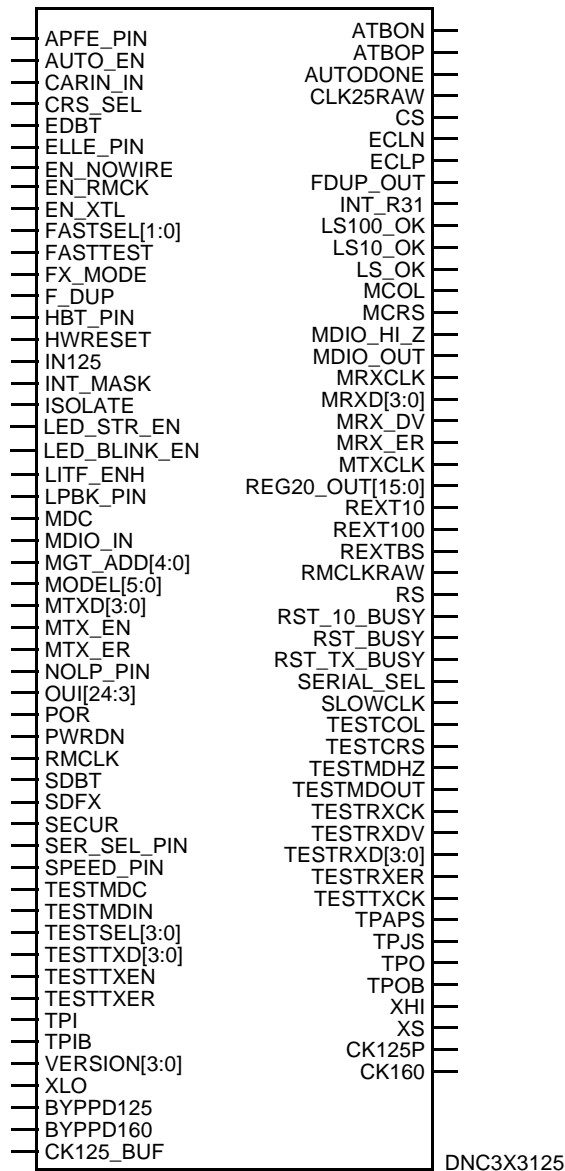 APFE_PIN
AUTO_EN
CARIN_IN
CRS_SEL
EDBT
ELLE_PIN
EN_NOWIRE
EN_RMCK
EN_XTL
FASTSEL[1:0]
FASTTEST
FX_MODE
F_DUP
HBT_PIN
HWRESET
IN125
INT_MASK
ISOLATE
LED_STR_EN
LED_BLINK_EN
LITF_ENH
LPBK_PIN
MDC
MDIO_IN
MGT_ADD[4:0]
MODEL[5:0]
MTXD[3:0]
MTX_EN
MTX_ER
NOLP_PIN
OUI[24:3]
POR
PWRDN
RMCLK
SDBT
SDFX
SECUR
SER_SEL_PIN
SPEED_PIN
TESTMDC
TESTMDIN
TESTSEL[3:0]
TESTTXD[3:0]
TESTTXEN
TESTTXER
TPI
TPIB
VERSION[3:0]
XLO
BYPPD125
BYPPD160
CK125_BUF
ATBON
ATBOP
AUTODONE
CLK25RAW
CS
ECLN
ECLP
FDUP_OUT
INT_R31
LS100_OK
LS10_OK
LS_OK
MCOL
MCRS
MDIO_HI_Z
MDIO_OUT
MRXCLK
MRXD[3:0]
MRX_DV
MRX_ER
MTXCLK
REG20_OUT[15:0]
REXT10
REXT100
REXTBS
RMCLKRAW
RS
RST_10_BUSY
RST_BUSY
RST_TX_BUSY
SERIAL_SEL
SLOWCLK
TESTCOL
TESTCRS
TESTMDHZ
TESTMDOUT
TESTRXCK
TESTRXDV
TESTRXD[3:0]
TESTRXER
TESTTXCK
TPAPS
TPJS
TPO
TPOB
XHI
XS
CK125P
CK160
DNC3X3125